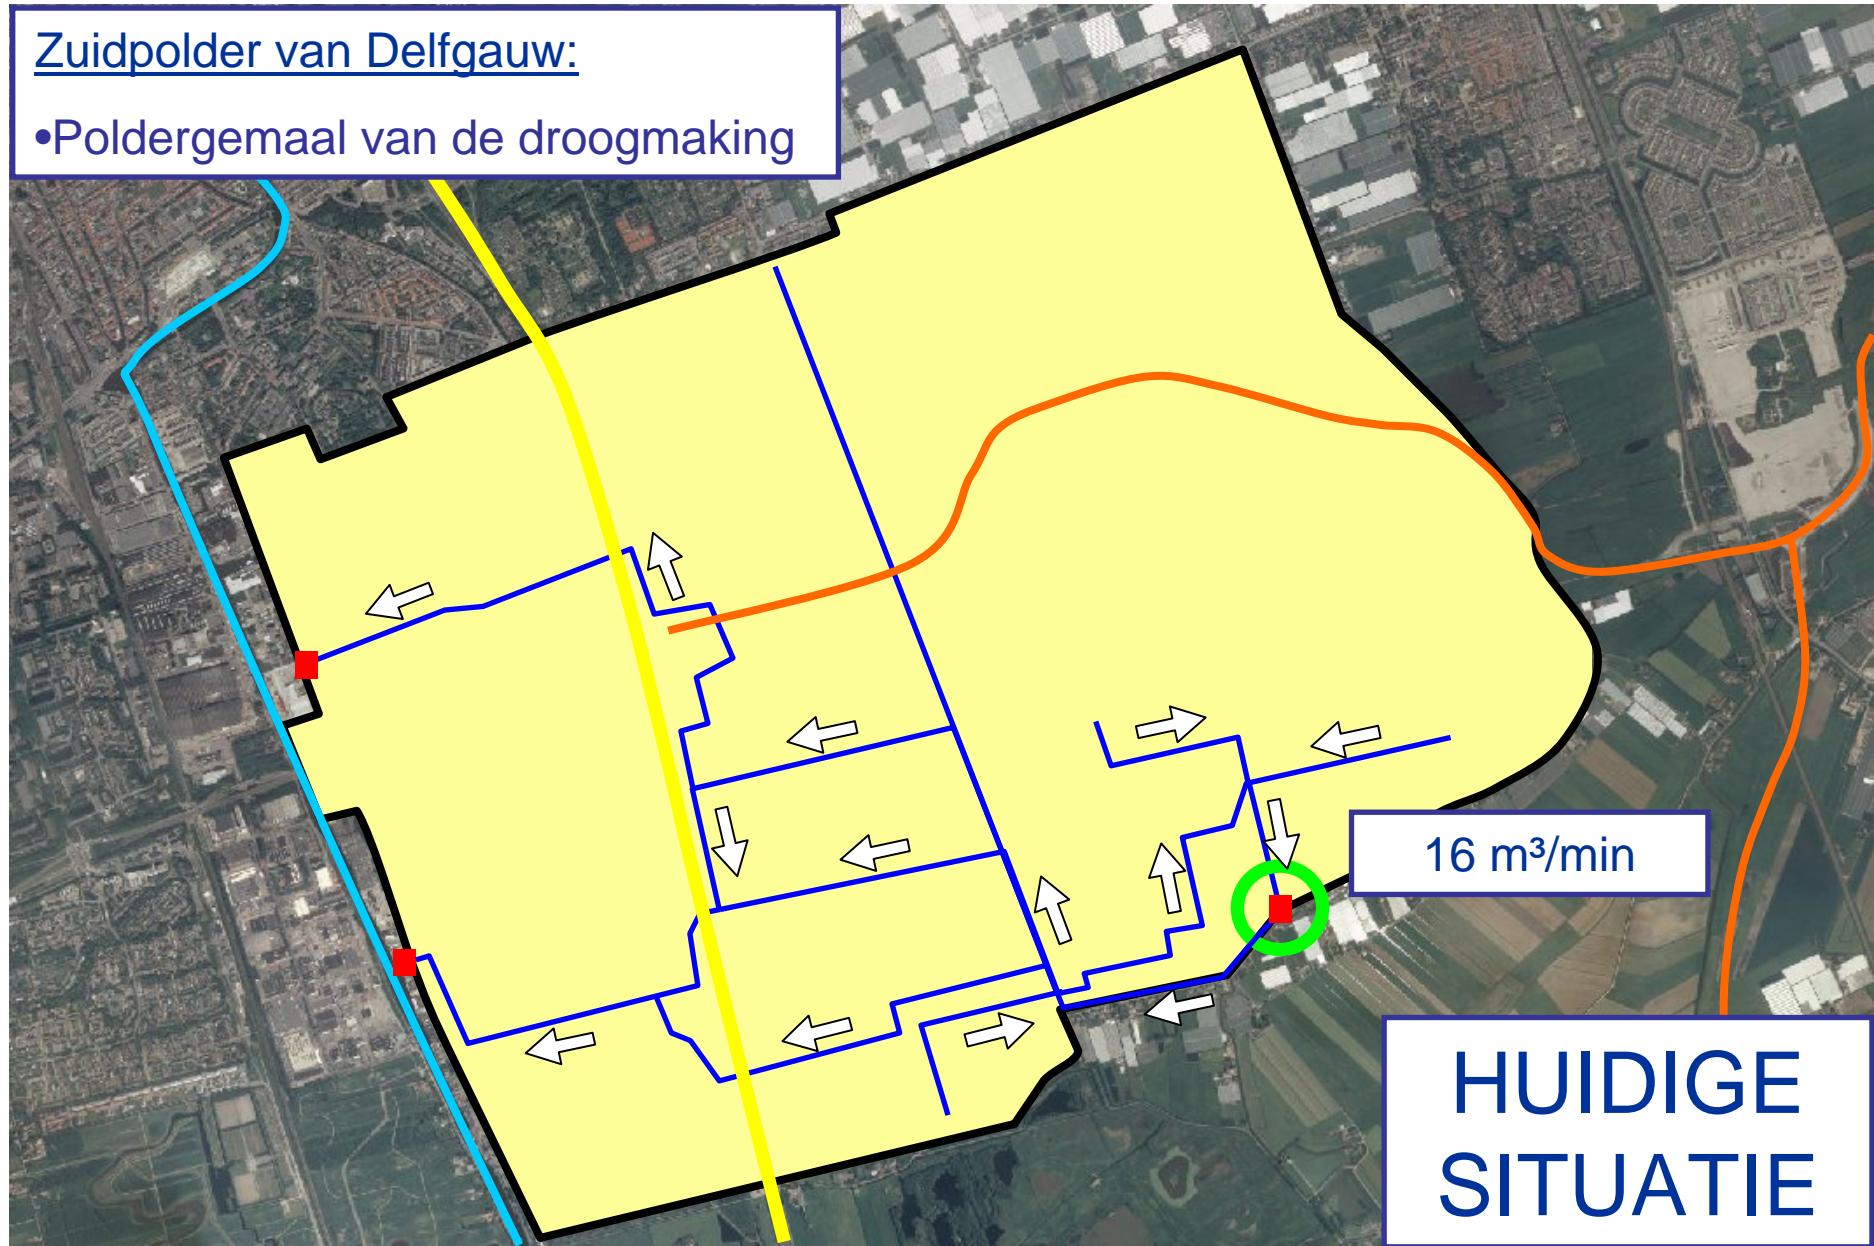 Zuidpolder van Delfgauw:
•Poldergemaal van de droogmaking
16 m³/min
HUIDIGE
SITUATIE